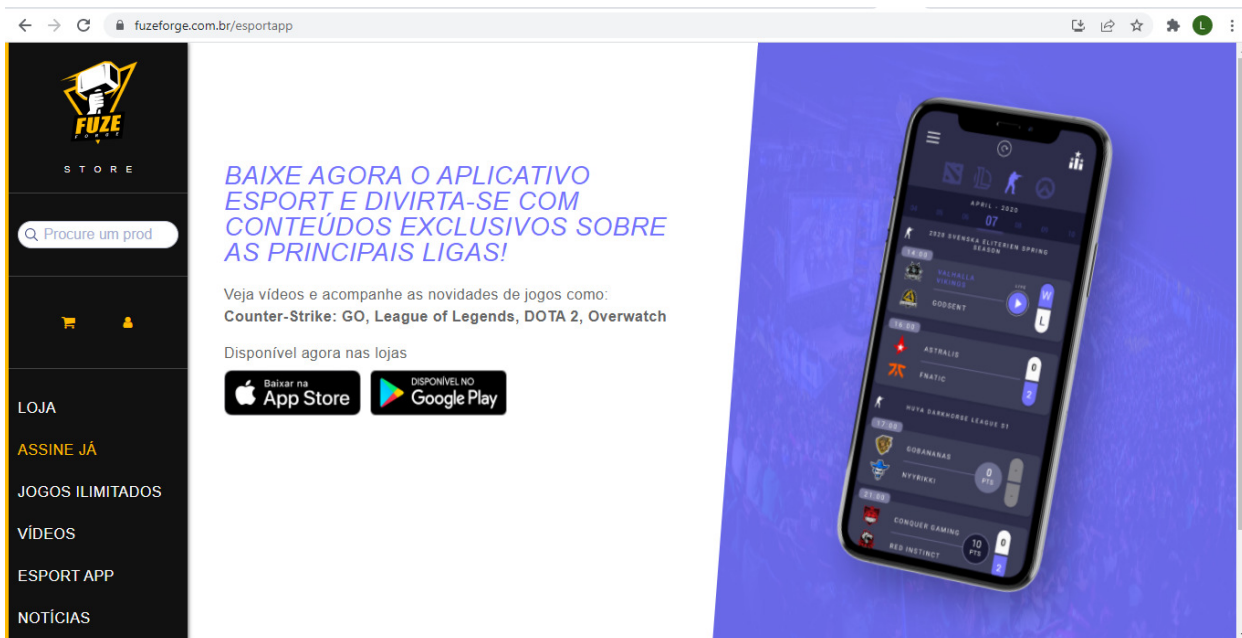 fuzeforge.com.br/esportapp
L
FUZE
FORGE
STORE
Procure um prod
LOJA
ASSINE JÁ
JOGOS ILIMITADOS
VÍDEOS
ESPORT APP
NOTÍCIAS
BAIXE AGORA O APLICATIVO
ESPORT E DIVIRTA-SE COM
CONTEÚDOS EXCLUSIVOS SOBRE
AS PRINCIPAIS LIGAS!
Veja vídeos e acompanhe as novidades de jogos como:
Counter-Strike: GO, League of Legends, DOTA 2, Overwatch
Disponível agora nas lojas
Baixar na
App Store
DISPONÍVEL NO
Google Play
APRIL - 2020
07
2020 SVENSKA ELITSERIEN SPRING
SEASON
14:00
VALHALLA
VIKINGS
LIVE
W
GODSENT
L
14:00
ASTRALIS
0
FNATIC
2
HUYA DARKHORSE LEAGUE S1
17:00
GOBANANAS
0
PTS
-
NYYRIKKI
-
21:00
CONQUER GAMING
10
PTS
0
RED INSTINCT
2